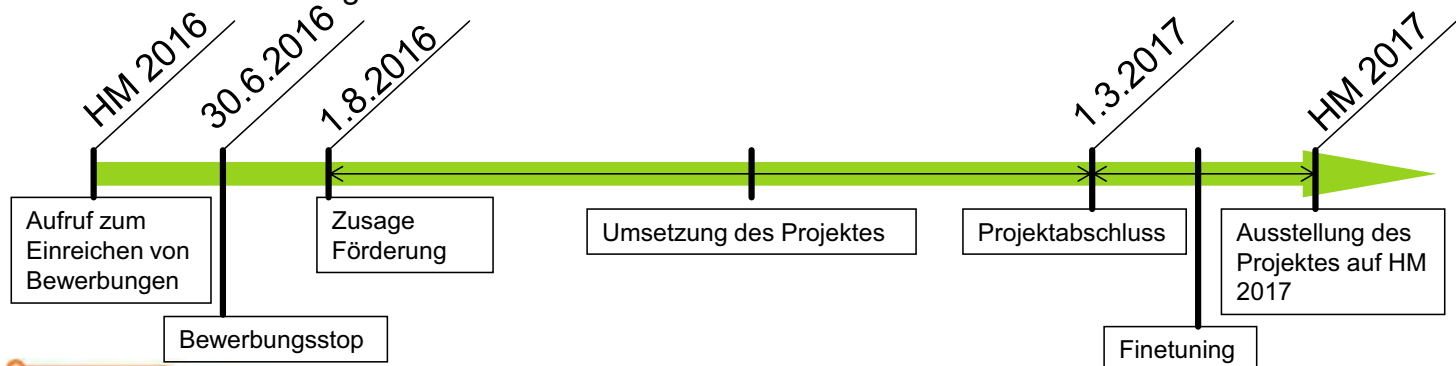 HM 2016
30.6.2016
1.8.2016
1.3.2017
HM 2017
Aufruf zum
Einreichen von
Bewerbungen
Bewerbungsstop
Zusage
Förderung
Umsetzung des Projektes
Projektabschluss
Finetuning
Ausstellung des
Projektes auf HM
2017